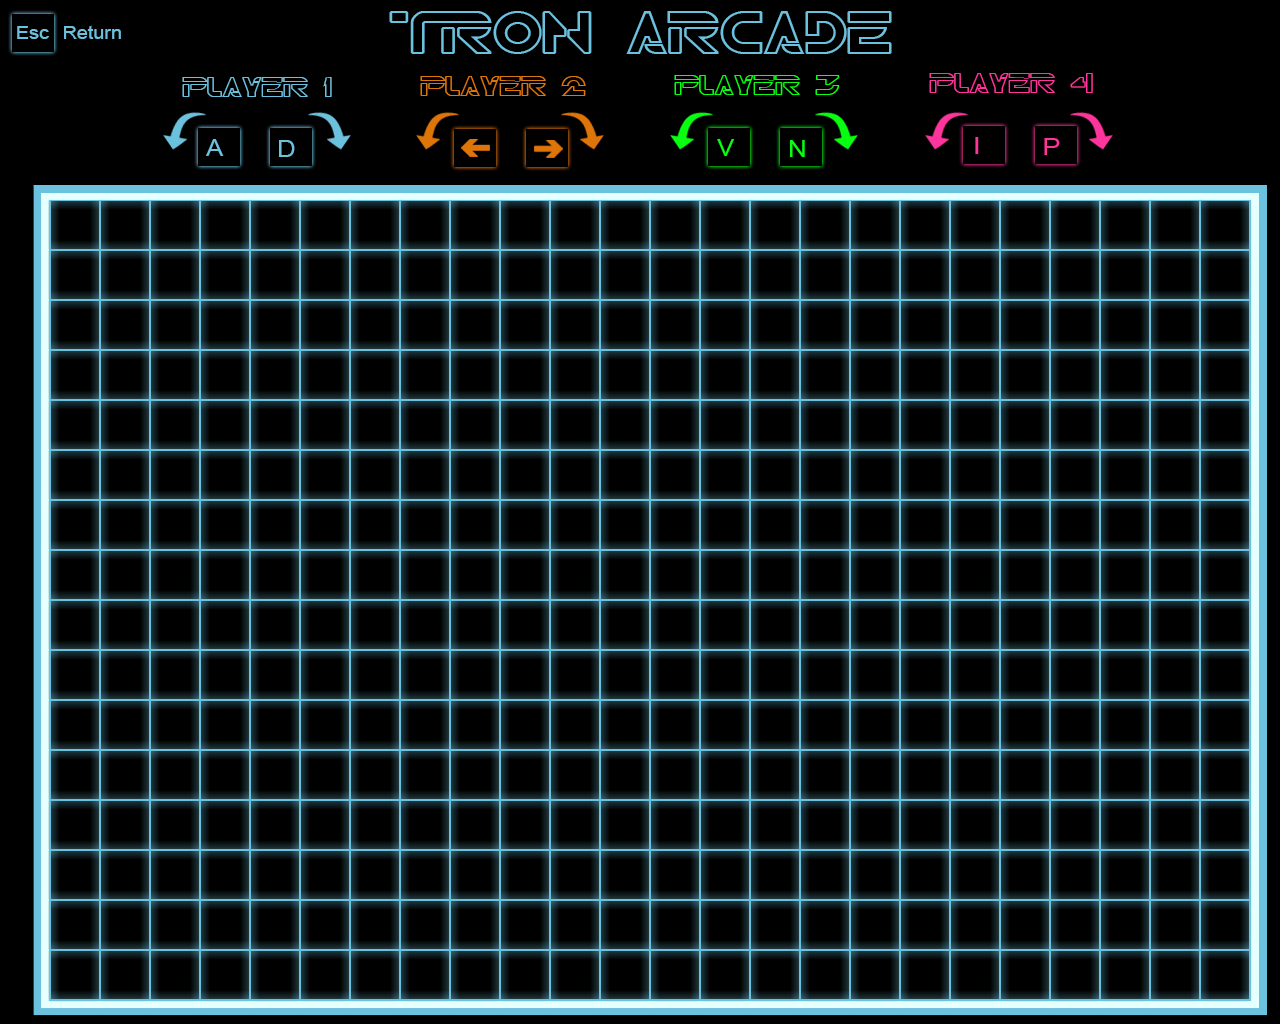 Esc Return
TRON ARCADE
PLAYER 1 PLAYER 2 PLAYER 3 PLAYER 4
A D ← → V N I P